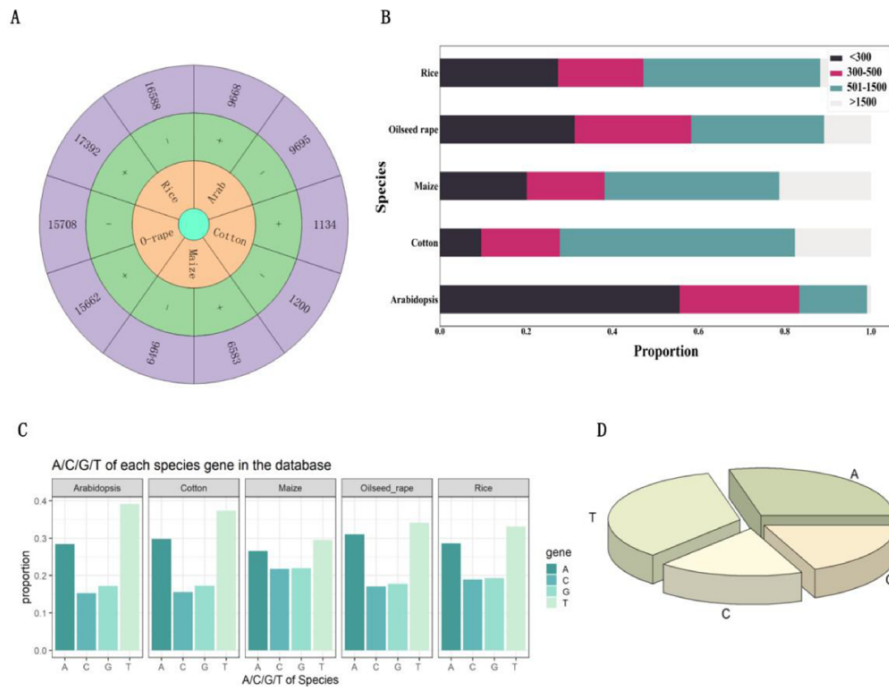 A
16588
9668
17392
9695
15708
1134
15662
1200
6496
6583
-
+
+
-
-
+
+
-
-
+
Rice
Arab
O-rape
Cotton
Maize
B
<300
300-500
501-1500
>1500
Species
Rice
Oilseed rape
Maize
Cotton
Arabidopsis
0.0 0.2 0.4 0.6 0.8 1.0
Proportion
C
A/C/G/T of each species gene in the database
Arabidopsis Cotton Maize Oilseed_rape Rice
proportion
0.4
0.3
0.2
0.1
0.0
A C G T A C G T A C G T A C G T A C G T
A/C/G/T of Species
gene
A
C
G
T
D
A
T
C